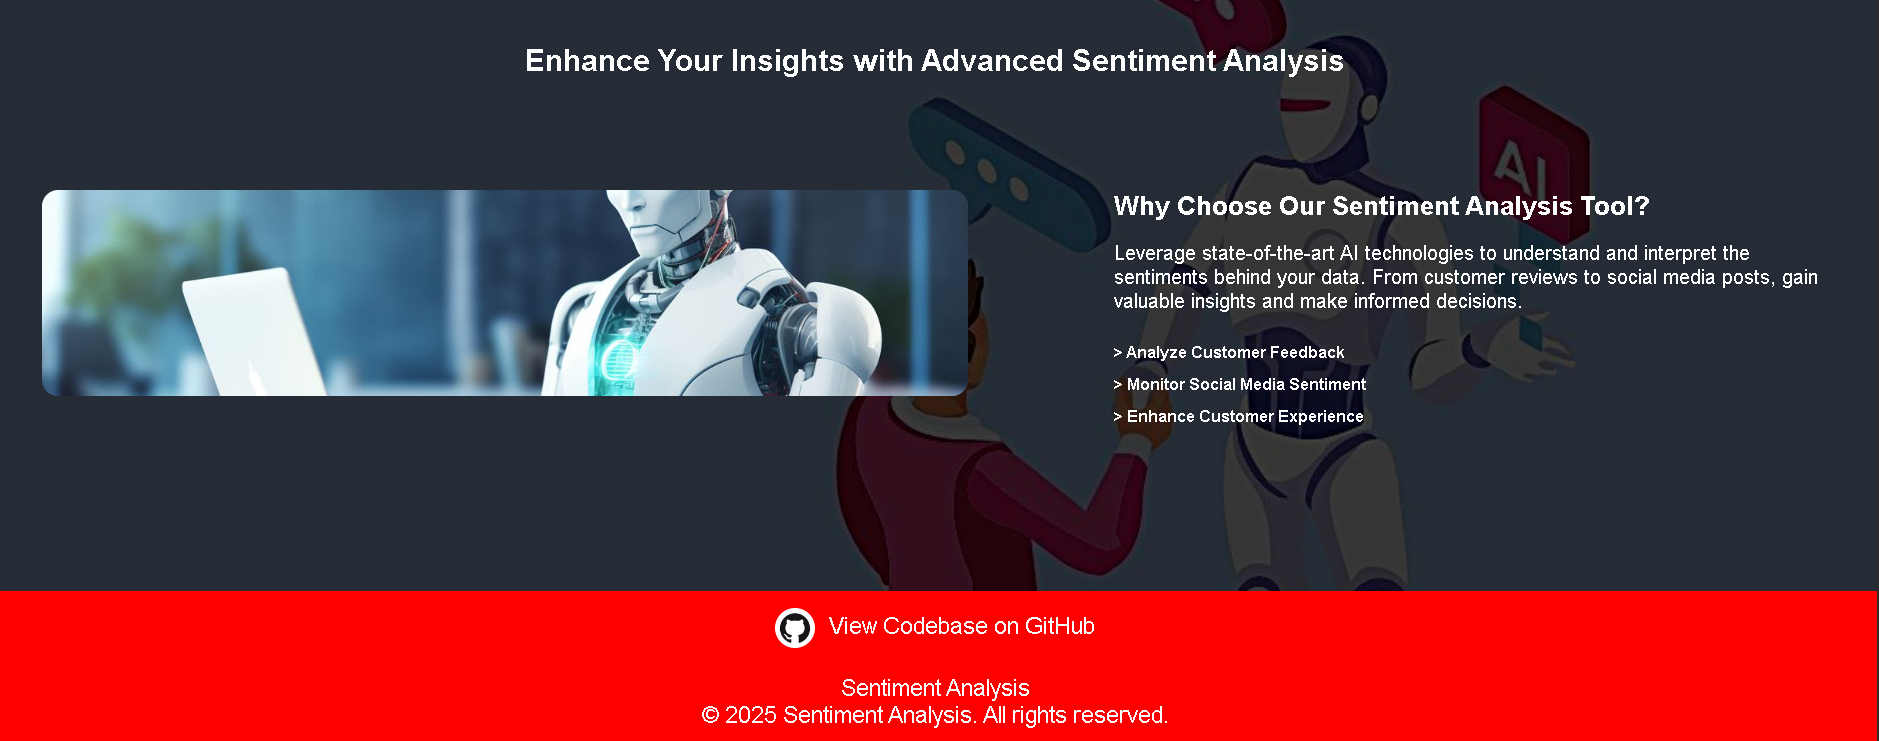 Enhance Your Insights with Advanced Sentiment Analysis
AI
Why Choose Our Sentiment Analysis Tool?
Leverage state-of-the-art AI technologies to understand and interpret the
sentiments behind your data. From customer reviews to social media posts, gain
valuable insights and make informed decisions.
> Analyze Customer Feedback
> Monitor Social Media Sentiment
> Enhance Customer Experience
View Codebase on GitHub
Sentiment Analysis
© 2025 Sentiment Analysis. All rights reserved.